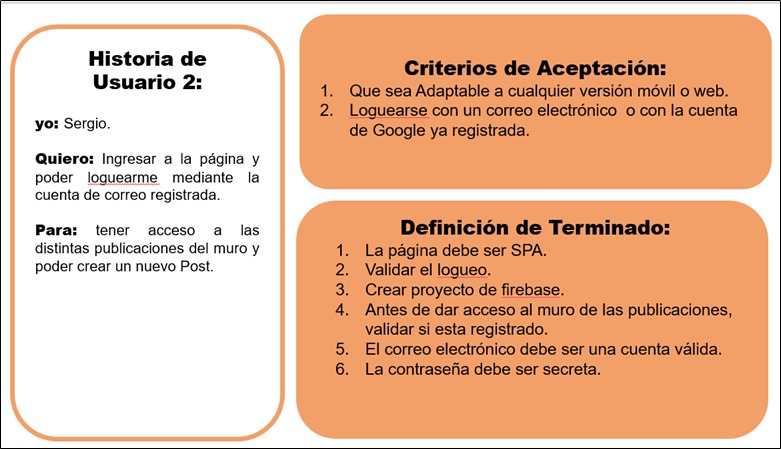 Historia de
Usuario 2:
yo: Sergio.
Quiero: Ingresar a la página y
poder loguearme mediante la
cuenta de correo registrada.
Para: tener acceso a las
distintas publicaciones del muro y
poder crear un nuevo Post.
Criterios de Aceptación:
1. Que sea Adaptable a cualquier versión móvil o web.
2. Loguearse con un correo electrónico o con la cuenta
de Google ya registrada.
Definición de Terminado:
1. La página debe ser SPA.
2. Validar el logueo.
3. Crear proyecto de firebase.
4. Antes de dar acceso al muro de las publicaciones,
validar si esta registrado.
5. El correo electrónico debe ser una cuenta válida.
6. La contraseña debe ser secreta.